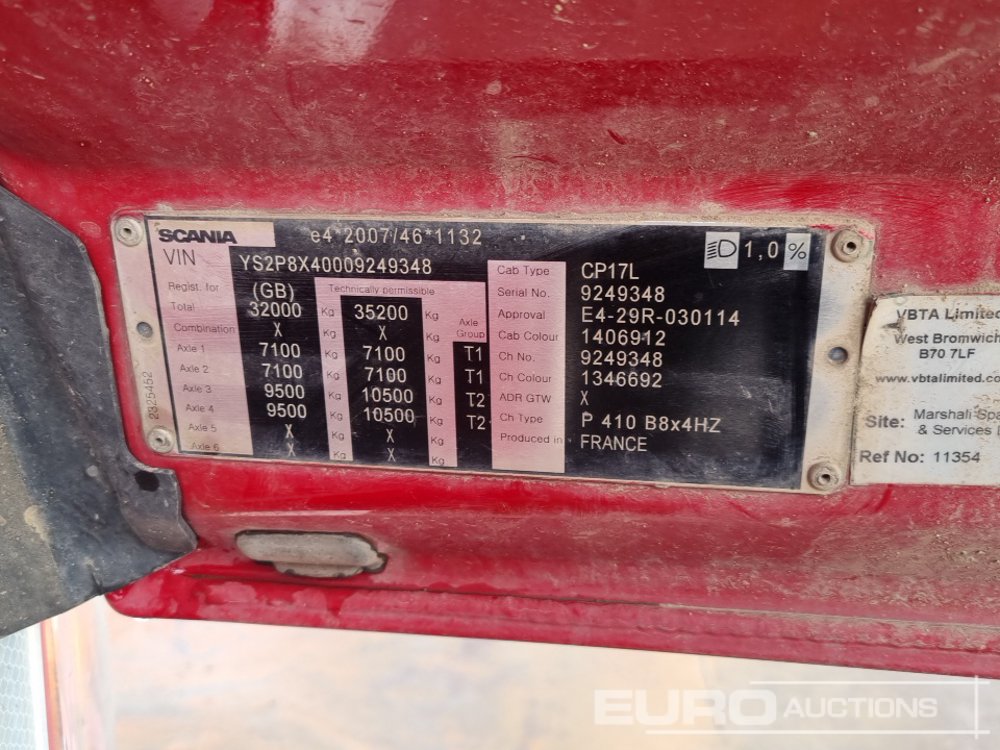 SCANIA e4*2007/46*1132
VIN YS2P8X40009249348
1,0 %
Regist. for (GB) Technically permissible
Total 32000 Kg 35200 Kg Axle Group
Combination X Kg X Kg
Axle 1 7100 Kg 7100 Kg T1
Axle 2 7100 Kg 7100 Kg T1
Axle 3 9500 Kg 10500 Kg T2
Axle 4 9500 Kg 10500 Kg T2
Axle 5 X Kg X Kg
Axle 6 X Kg X Kg
2325452
Cab Type CP17L
Serial No. 9249348
Approval E4-29R-030114
Cab Colour 1406912
Ch No. 9249348
Ch Colour 1346692
ADR GTW X
Ch Type P 410 B8x4HZ
Produced in FRANCE
VBTA Limited
West Bromwich
B70 7LF
www.vbtalimited.co
Site: Marshall Spa
& Services L
Ref No: 11354
EURO AUCTIONS